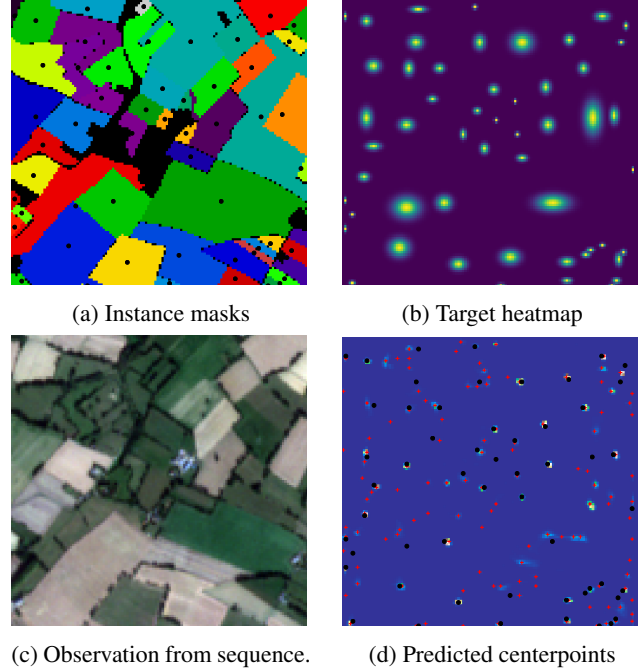 (a) Instance masks
(b) Target heatmap
(c) Observation from sequence.
(d) Predicted centerpoints